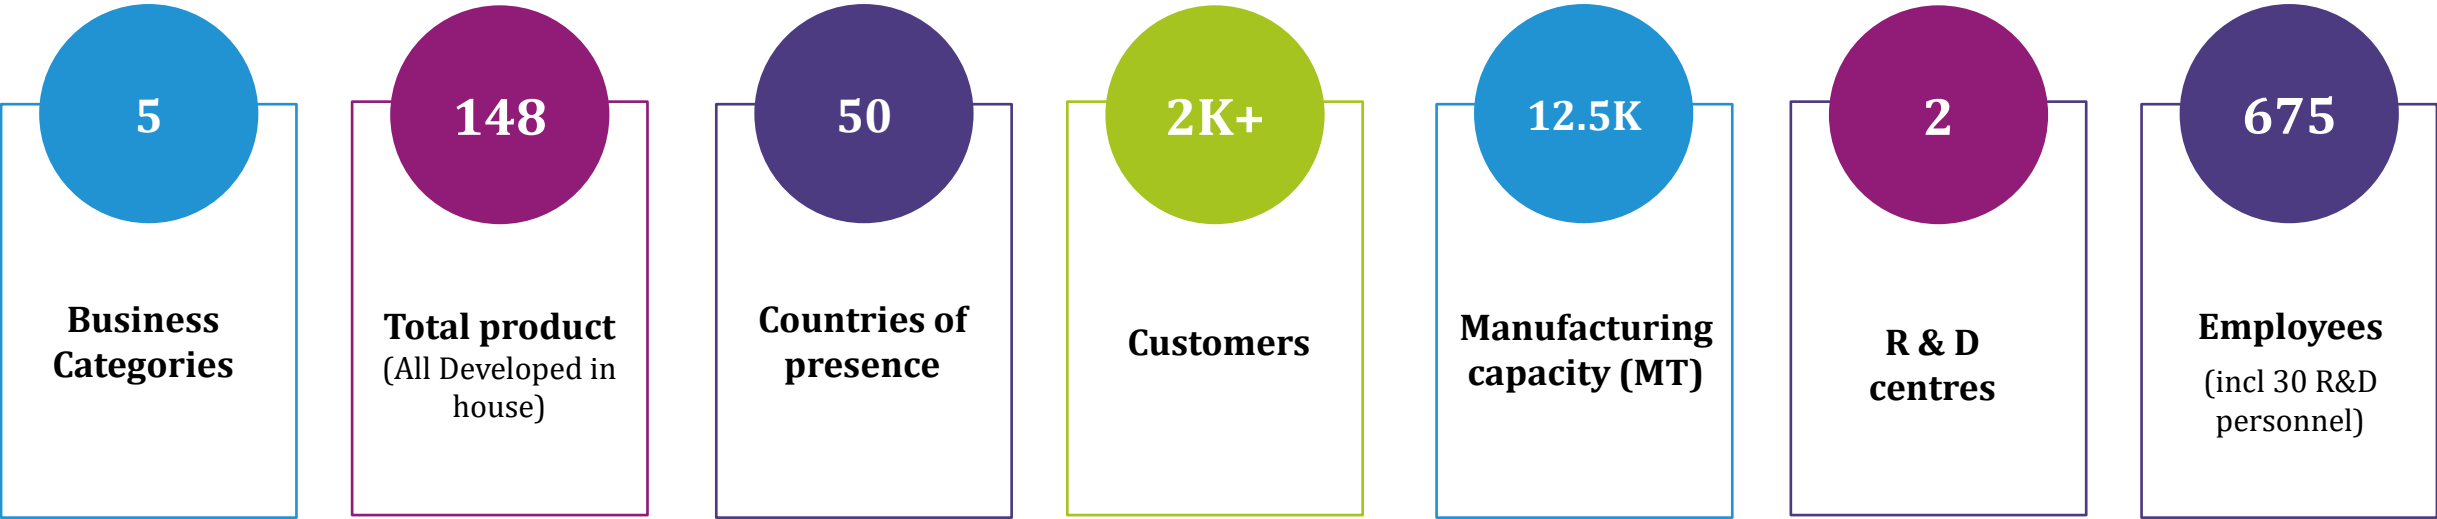 5
Business
Categories
148
Total product
(All Developed in
house)
50
Countries of
presence
2K+
Customers
12.5K
Manufacturing
capacity (MT)
2
R & D
centres
675
Employees
(incl 30 R&D
personnel)